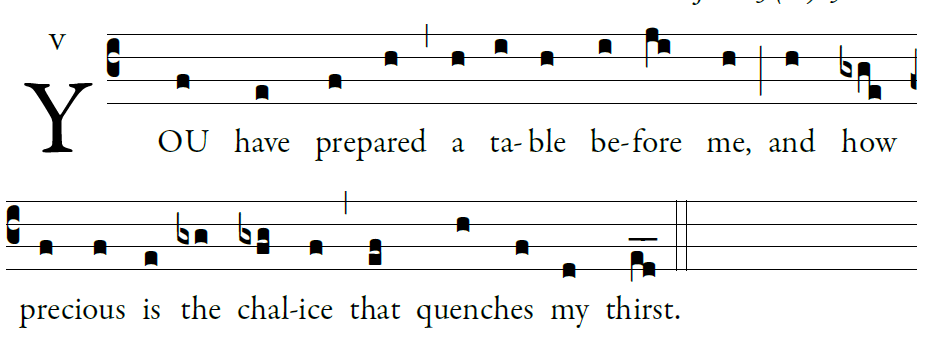 V
YOU have prepared a ta-ble be-fore me, and how
precious is the chal-ice that quenches my thirst.